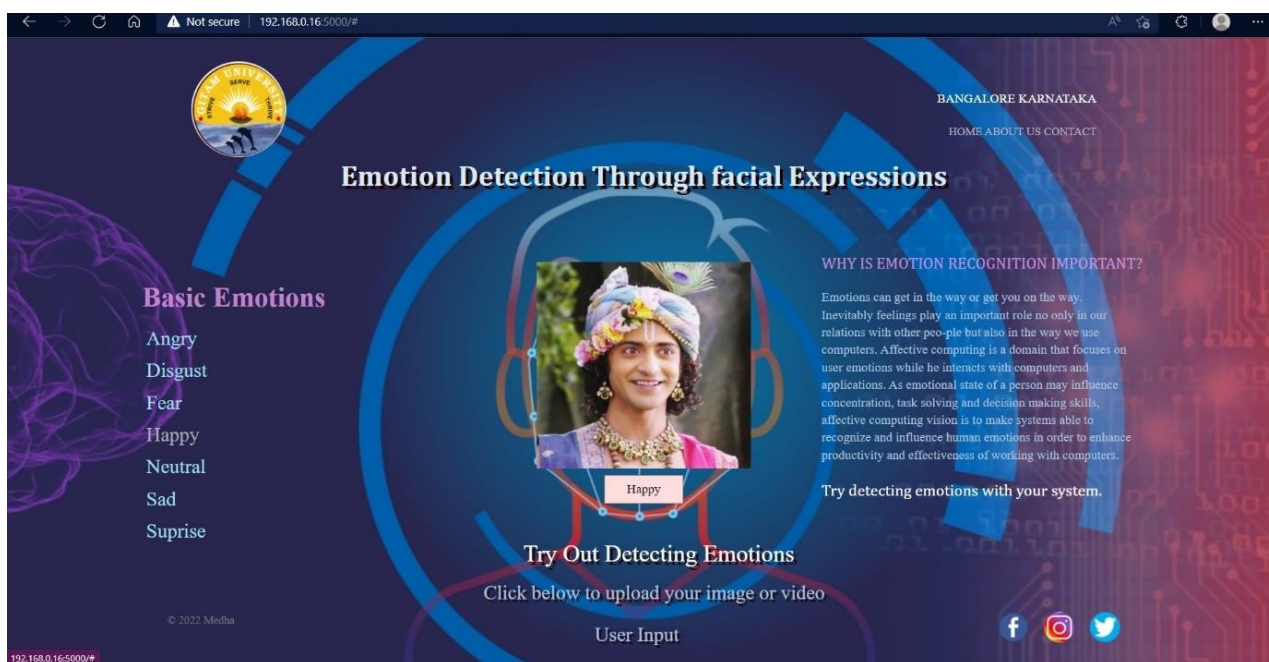 Not secure 192.168.0.16:5000/#
GITAM UNIVERSITY
SERVE
STRIVE
THRIVE
BANGALORE KARNATAKA
HOME ABOUT US CONTACT
Emotion Detection Through facial Expressions
Basic Emotions
Angry
Disgust
Fear
Happy
Neutral
Sad
Suprise
© 2022 Medha
Happy
Try Out Detecting Emotions
Click below to upload your image or video
User Input
WHY IS EMOTION RECOGNITION IMPORTANT?
Emotions can get in the way or get you on the way.
Inevitably feelings play an important role no only in our
relations with other peo-ple but also in the way we use
computers. Affective computing is a domain that focuses on
user emotions while he interacts with computers and
applications. As emotional state of a person may influence
concentration, task solving and decision making skills,
affective computing vision is to make systems able to
recognize and influence human emotions in order to enhance
productivity and effectiveness of working with computers.
Try detecting emotions with your system.
192.168.0.16:5000/#